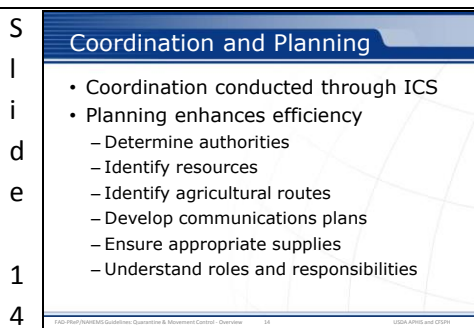 Slide 14
Coordination and Planning
• Coordination conducted through ICS
• Planning enhances efficiency
– Determine authorities
– Identify resources
– Identify agricultural routes
– Develop communications plans
– Ensure appropriate supplies
– Understand roles and responsibilities
FAD-PReP/NAHEMS Guidelines: Quarantine & Movement Control - Overview 14 USDA APHIS and CFSPH